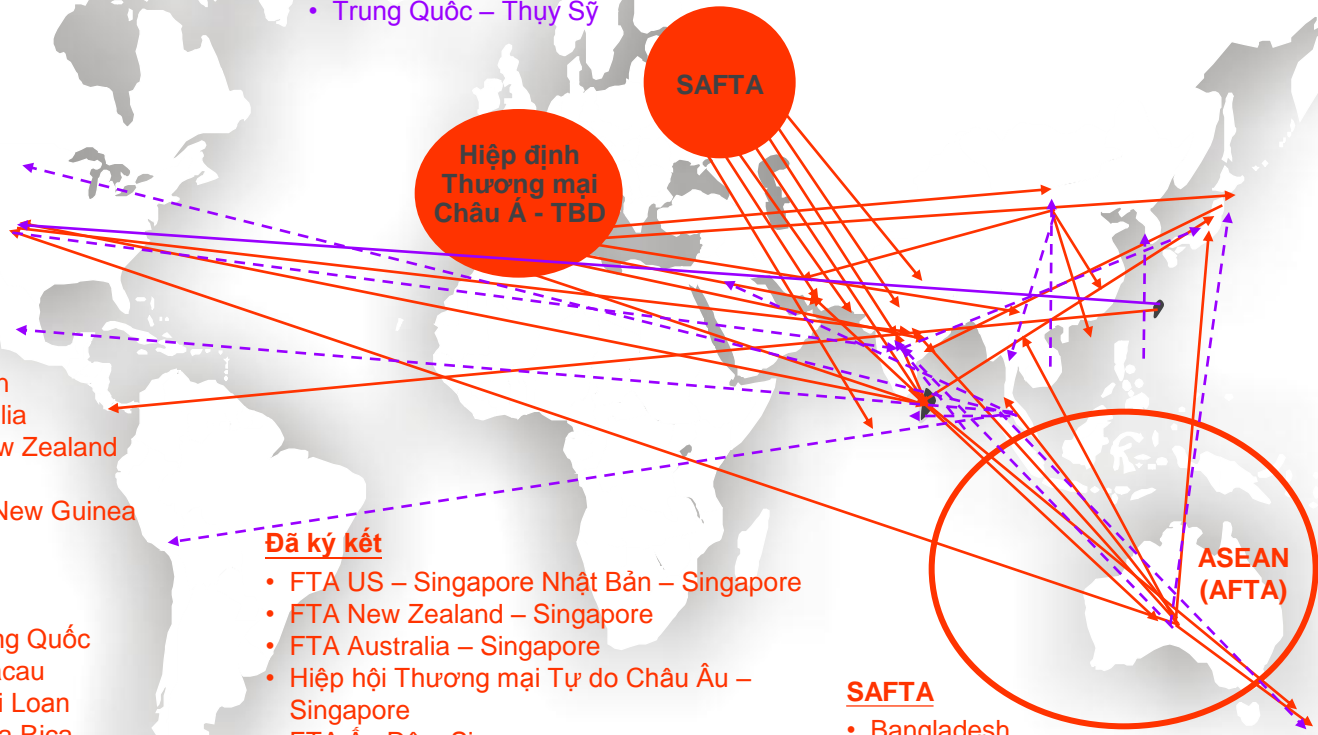 • Trung Quốc – Thụy Sỹ
SAFTA
Hiệp định
Thương mại
Châu Á - TBD
lia
w Zealand
New Guinea
ng Quốc
acau
i Loan
a Rica
Đã ký kết
• FTA US – Singapore Nhật Bản – Singapore
• FTA New Zealand – Singapore
• FTA Australia – Singapore
• Hiệp hội Thương mại Tự do Châu Âu –
Singapore
ASEAN
(AFTA)
SAFTA
• Bangladesh